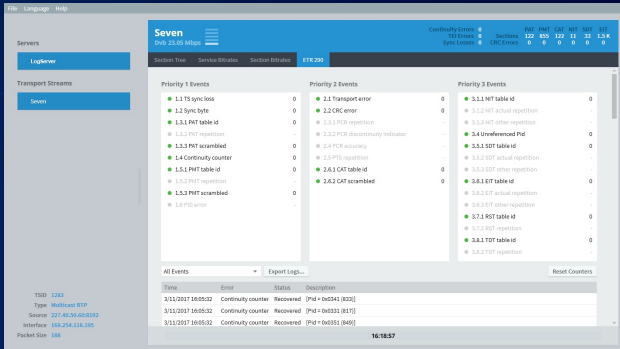 File Language Help
Servers
LogServer
Transport Streams
Seven
TSID 1283
Type Multicast RTP
Source 227.40.50.60:8192
Interface 169.254.116.105
Packet Size 188
Seven
Dvb 23.05 Mbps
Continuity Errors 0
TEI Errors 0
Sync Losses 0
PAT PMT CAT NIT SDT EIT
Sections 122 855 122 11 33 1.5 K
CRC Errors 0 0 0 0 0 0
Section Tree Service Bitrates Section Bitrates ETR 290
Priority 1 Events
1.1 TS sync loss 0
1.2 Sync byte 0
1.3.1 PAT table id 0
1.3.2 PAT repetition -
1.3.3 PAT scrambled 0
1.4 Continuity counter 0
1.5.1 PMT table id 0
1.5.2 PMT repetition -
1.5.3 PMT scrambled 0
1.6 PID error -
Priority 2 Events
2.1 Transport error 0
2.2 CRC error 0
2.3.1 PCR repetition -
2.3.2 PCR discontinuity indicator -
2.4 PCR accuracy -
2.5 PTS repetition -
2.6.1 CAT table id 0
2.6.2 CAT scrambled 0
Priority 3 Events
3.1.1 NIT table id 0
3.1.2 NIT actual repetition -
3.1.3 NIT other repetition -
3.4 Unreferenced Pid 0
3.5.1 SDT table id 0
3.5.2 SDT actual repetition -
3.5.3 SDT other repetition -
3.6.1 EIT table id 0
3.6.2 EIT actual repetition -
3.6.3 EIT other repetition -
3.7.1 RST table id 0
3.7.2 RST repetition -
3.8.1 TDT table id 0
3.8.2 TDT repetition -
All Events Export Logs... Reset Counters
Time Error Status Description
3/11/2017 16:05:32 Continuity counter Recovered [Pid = 0x0341 (833)]
3/11/2017 16:05:32 Continuity counter Recovered [Pid = 0x0331 (817)]
3/11/2017 16:05:32 Continuity counter Recovered [Pid = 0x0351 (849)]
16:18:57